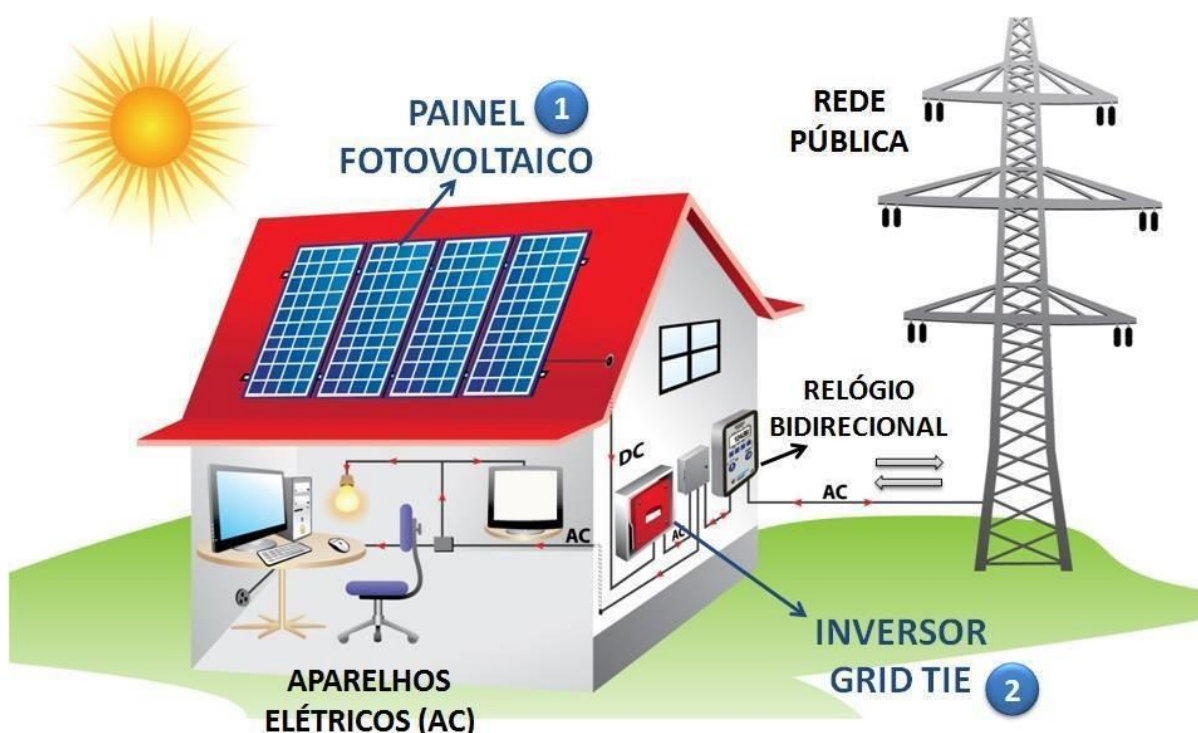 PAINEL 1
FOTOVOLTAICO
REDE
PÚBLICA
RELÓGIO
BIDIRECIONAL
DC
AC
AC
AC
INVERSOR
GRID TIE 2
APARELHOS
ELÉTRICOS (AC)